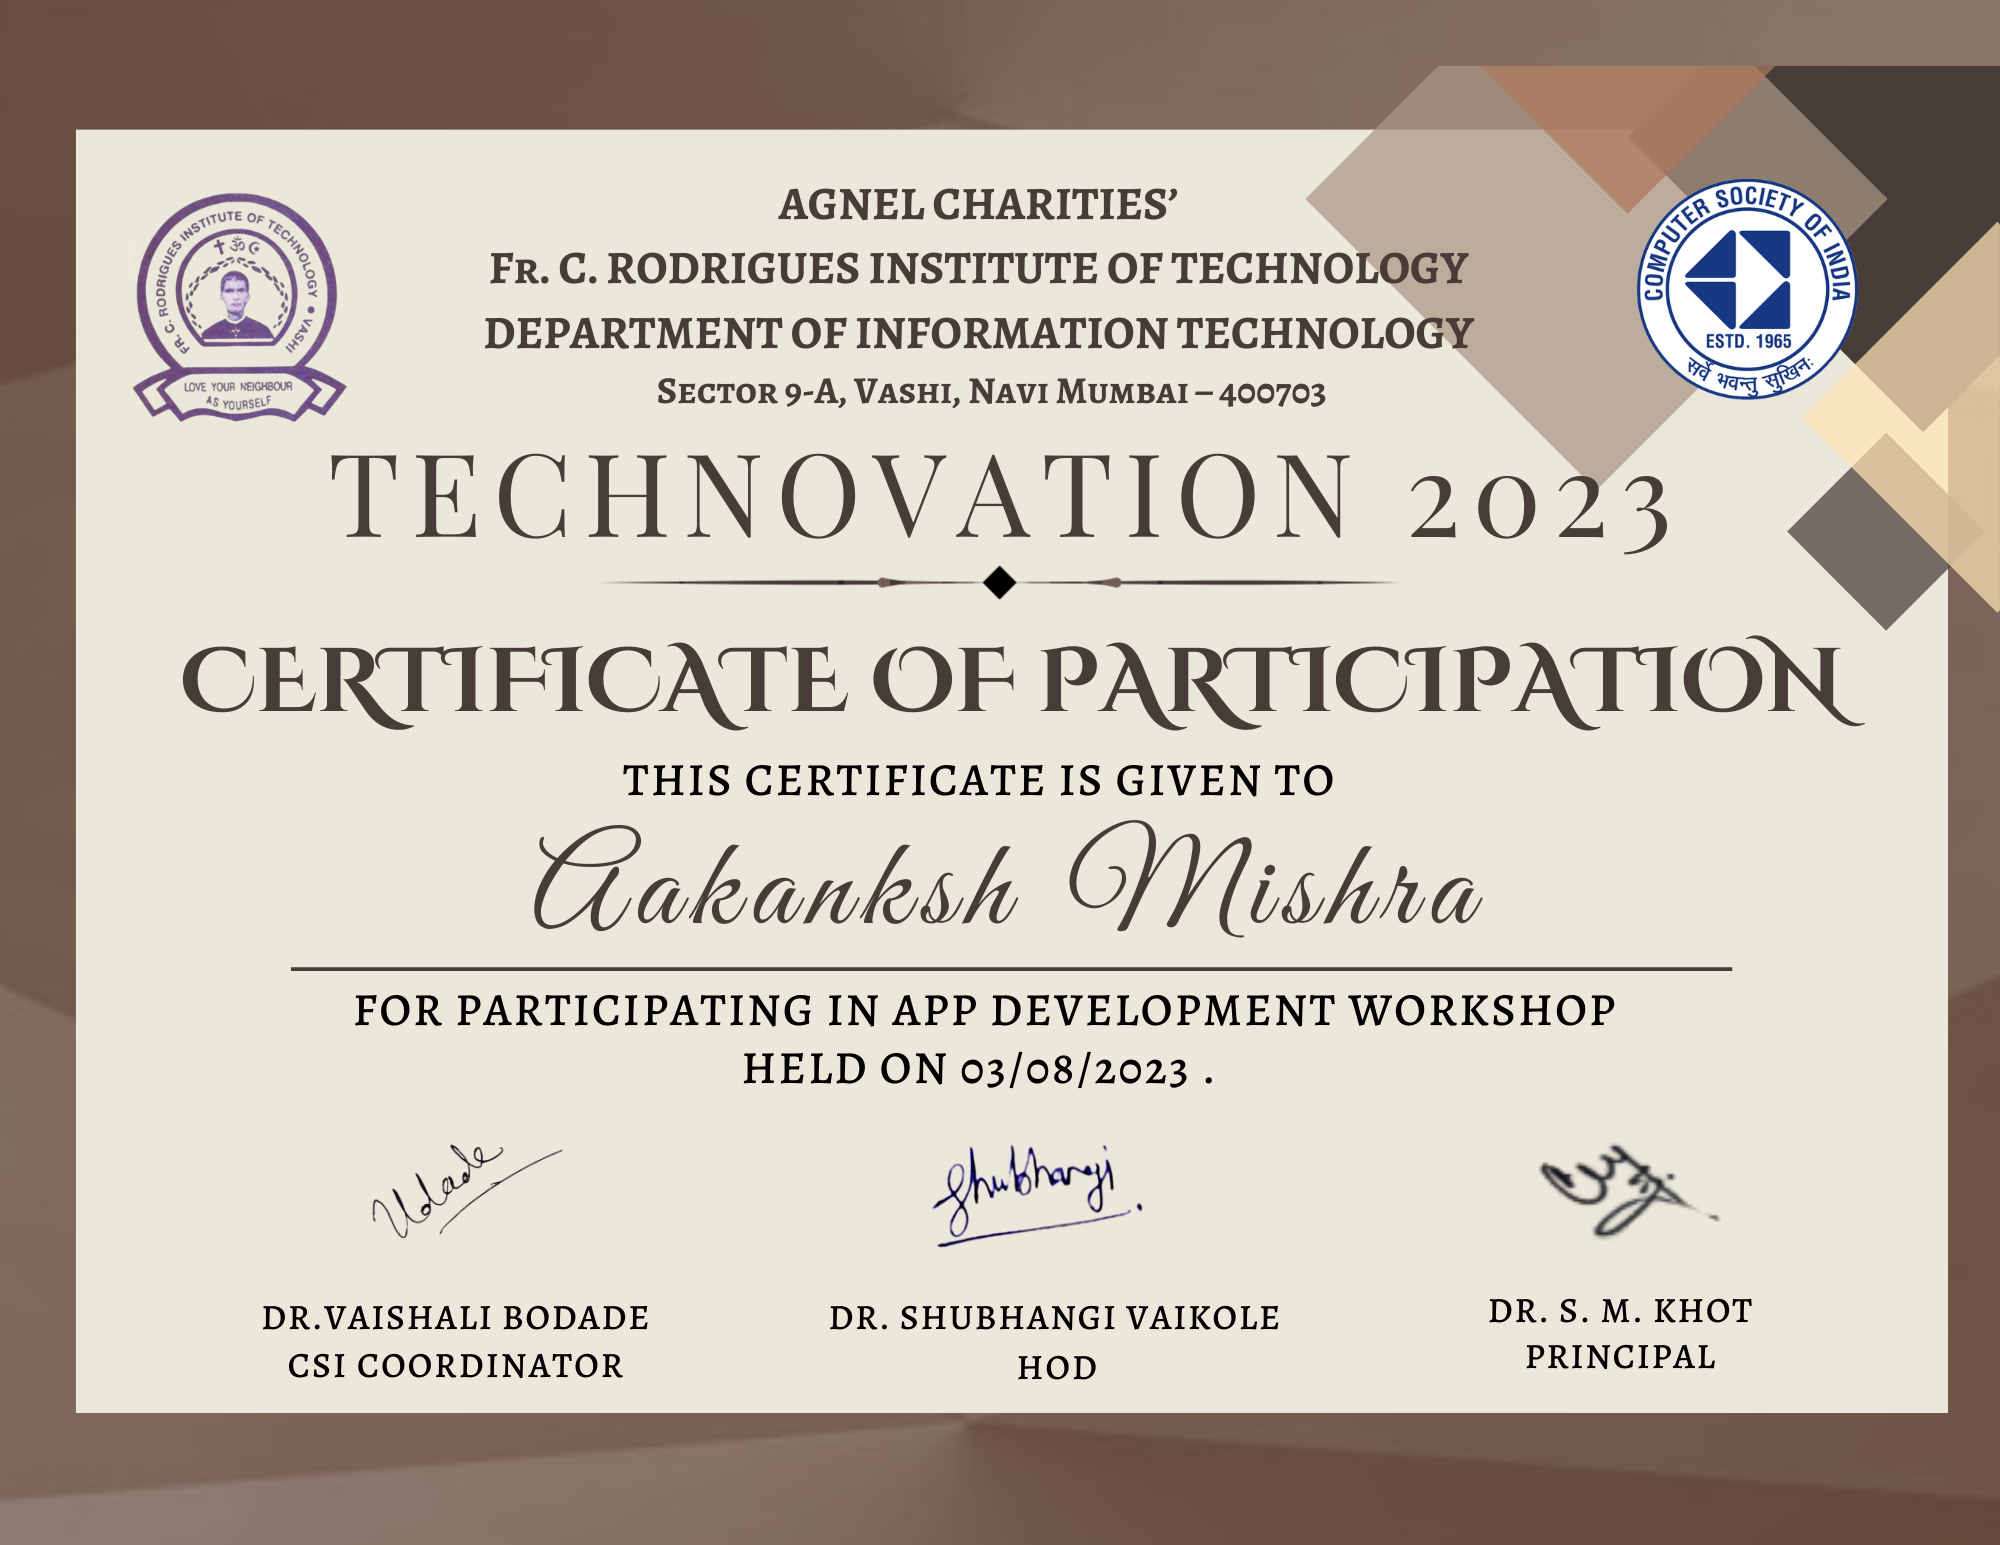 AGNEL CHARITIES’
FR. C. RODRIGUES INSTITUTE OF TECHNOLOGY
DEPARTMENT OF INFORMATION TECHNOLOGY
SECTOR 9-A, VASHI, NAVI MUMBAI – 400703
FR. C. RODRIGUES INSTITUTE OF TECHNOLOGY • VASHI
ॐ
LOVE YOUR NEIGHBOUR
AS YOURSELF
COMPUTER SOCIETY OF INDIA
ESTD. 1965
सर्वे भवन्तु सुखिनः
TECHNOVATION 2023
CERTIFICATE OF PARTICIPATION
THIS CERTIFICATE IS GIVEN TO
Aakanksh Mishra
FOR PARTICIPATING IN APP DEVELOPMENT WORKSHOP
HELD ON 03/08/2023 .
Shubhangi
DR.VAISHALI BODADE
CSI COORDINATOR
DR. SHUBHANGI VAIKOLE
HOD
DR. S. M. KHOT
PRINCIPAL